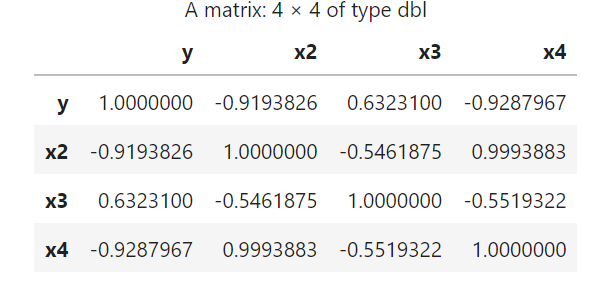 A matrix: 4 × 4 of type dbl
y x2 x3 x4
y 1.0000000 -0.9193826 0.6323100 -0.9287967
x2 -0.9193826 1.0000000 -0.5461875 0.9993883
x3 0.6323100 -0.5461875 1.0000000 -0.5519322
x4 -0.9287967 0.9993883 -0.5519322 1.0000000